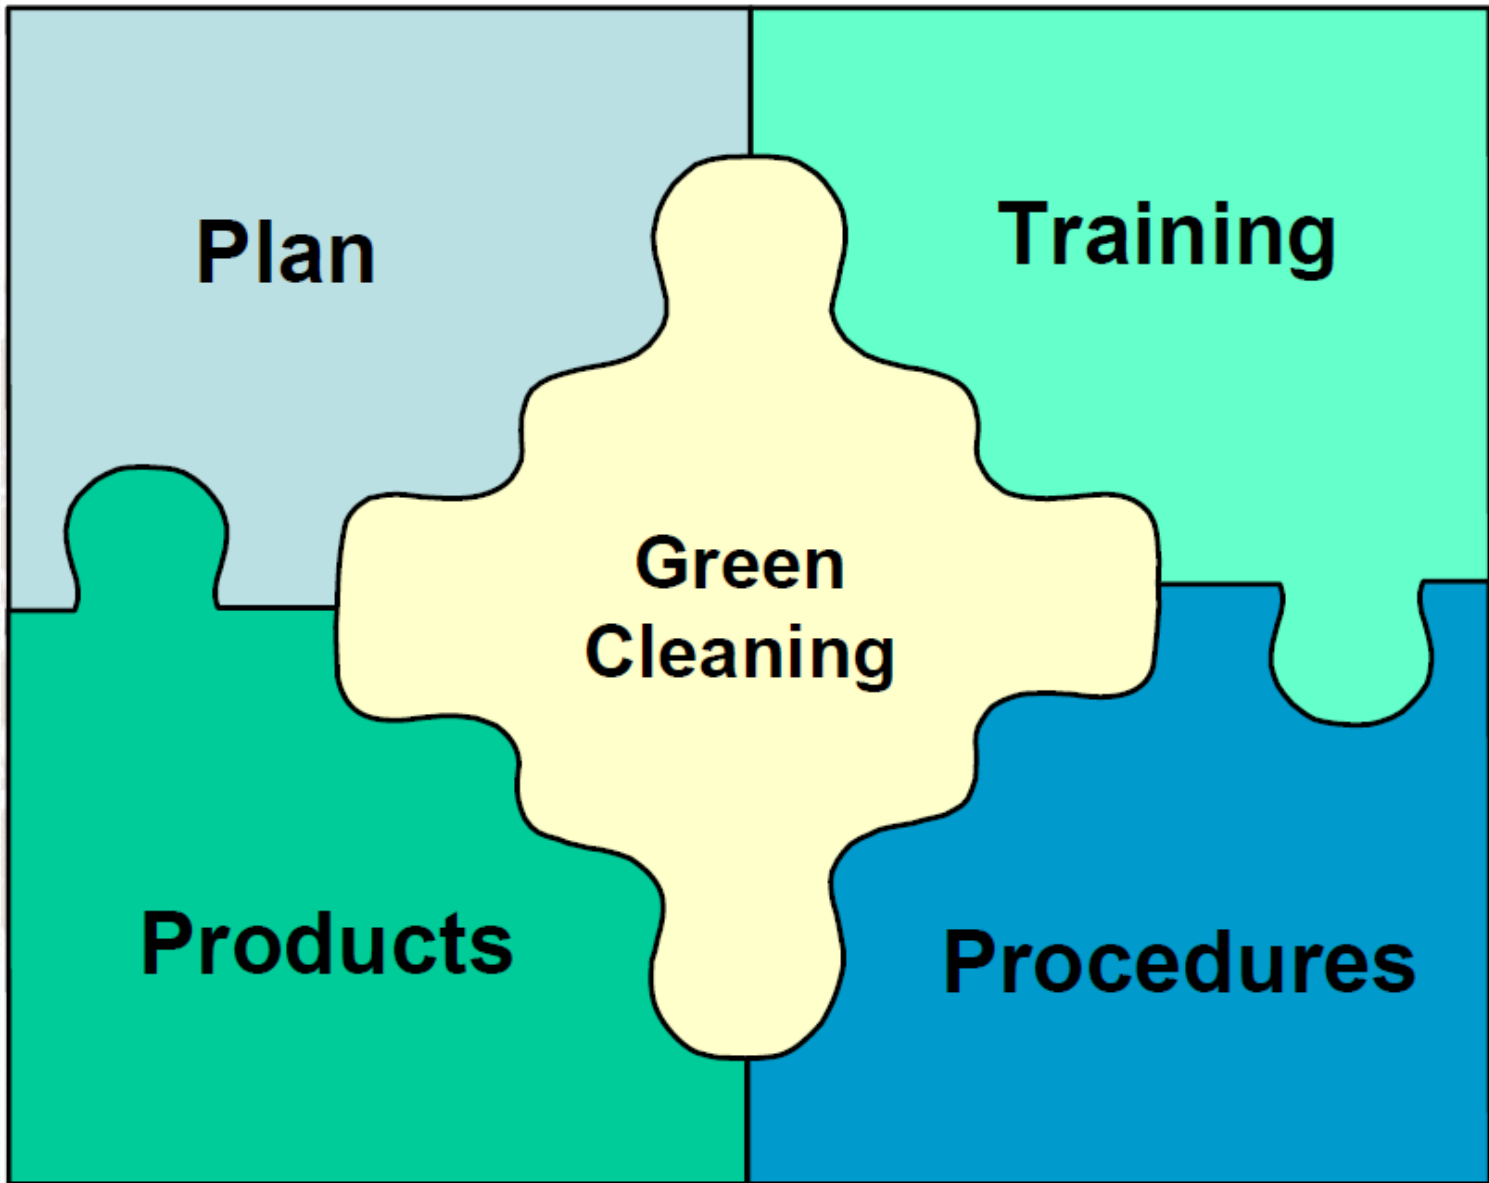 Plan
Training
Green
Cleaning
Products
Procedures